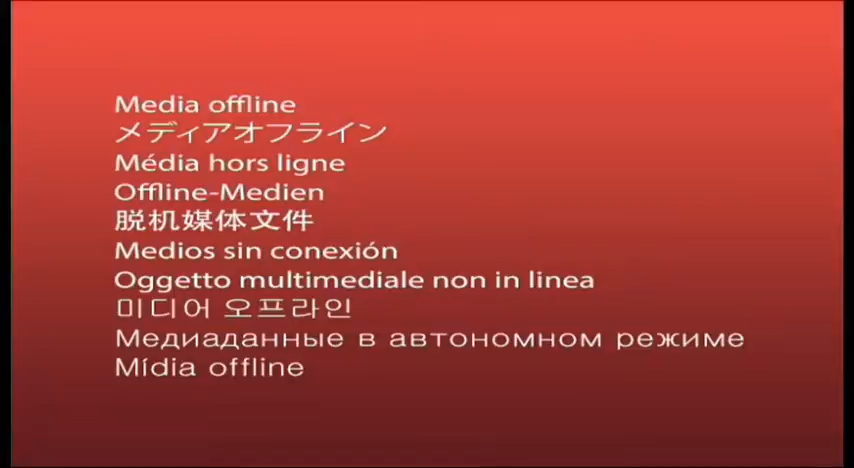 Media offline
メディアオフライン
Média hors ligne
Offline-Medien
脱机媒体文件
Medios sin conexión
Oggetto multimediale non in linea
미디어 오프라인
Медиаданные в автономном режиме
Mídia offline